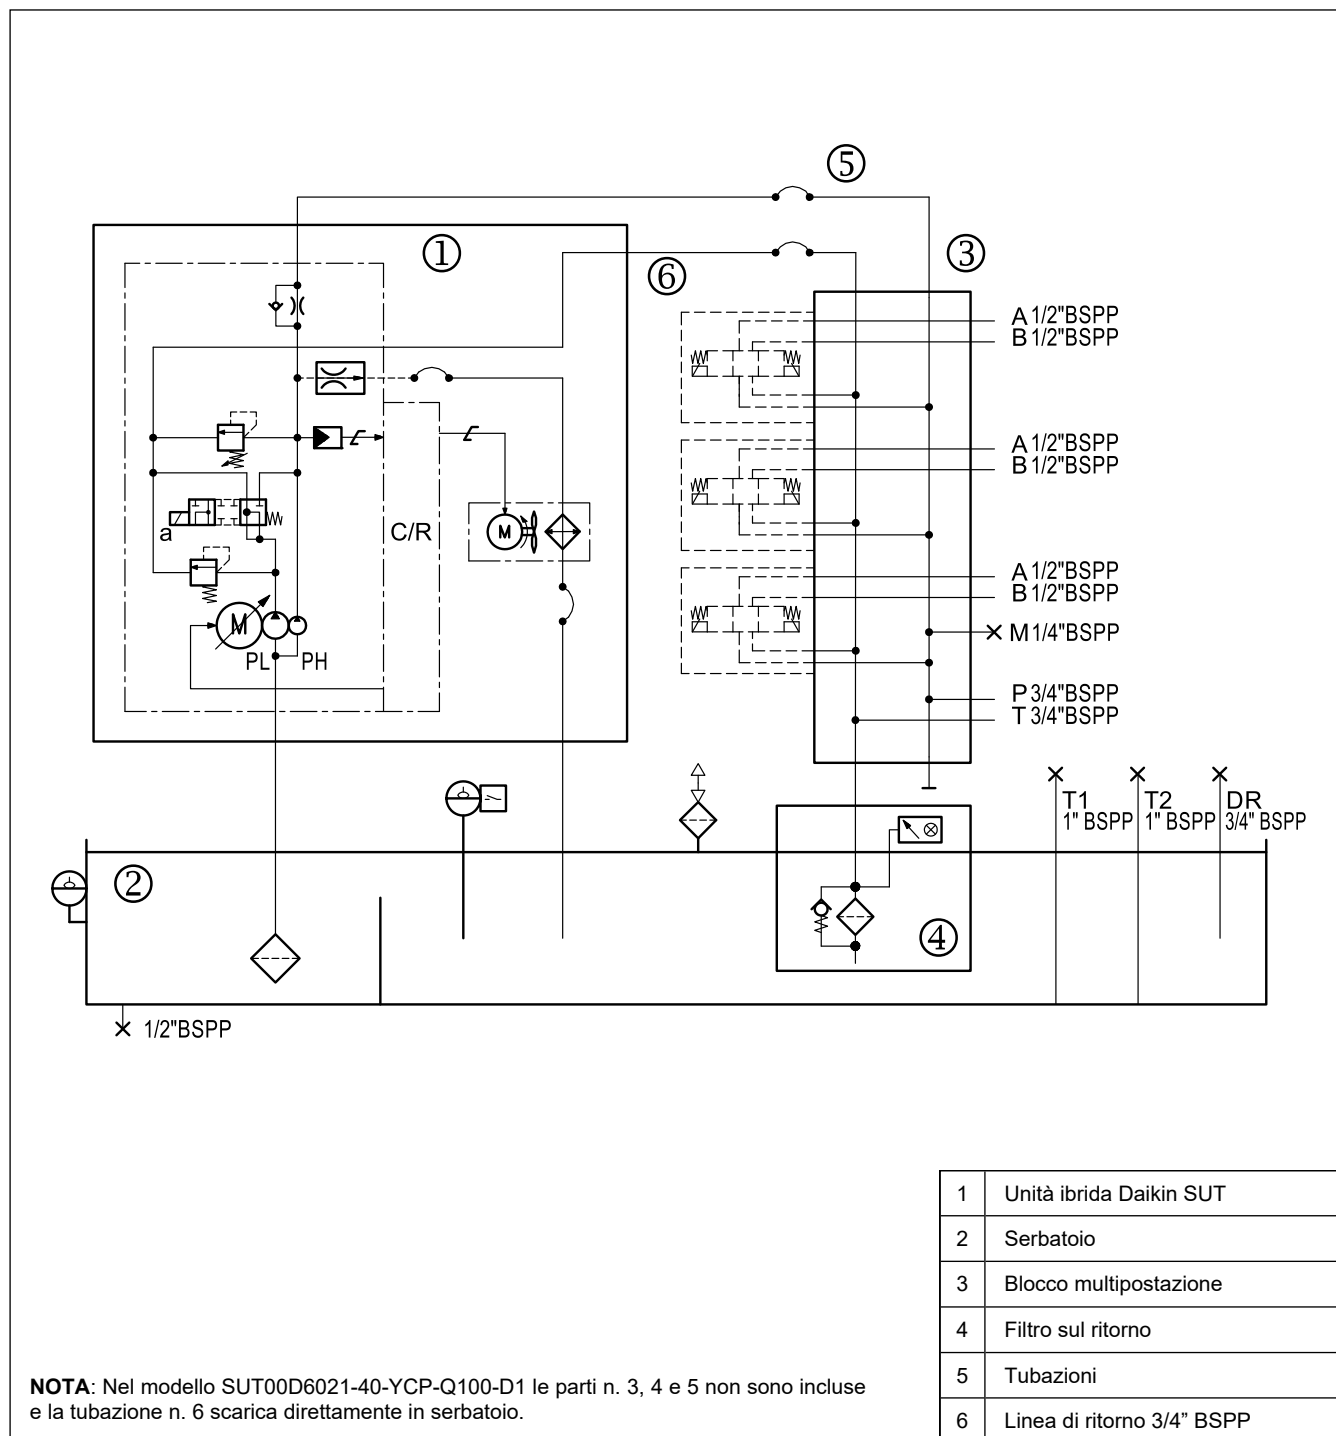 5
1
3
6
A 1/2"BSPP
B 1/2"BSPP
A 1/2"BSPP
B 1/2"BSPP
a
C/R
M
A 1/2"BSPP
B 1/2"BSPP
M
M 1/4"BSPP
PL
PH
P 3/4"BSPP
T 3/4"BSPP
T1
1" BSPP
T2
1" BSPP
DR
3/4" BSPP
2
4
1/2"BSPP
1 Unità ibrida Daikin SUT
2 Serbatoio
3 Blocco multipostazione
4 Filtro sul ritorno
5 Tubazioni
6 Linea di ritorno 3/4” BSPP
NOTA: Nel modello SUT00D6021-40-YCP-Q100-D1 le parti n. 3, 4 e 5 non sono incluse
e la tubazione n. 6 scarica direttamente in serbatoio.